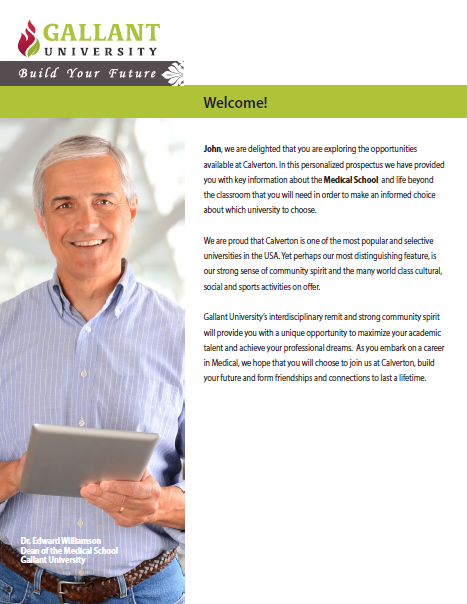 GALLANT
UNIVERSITY
Build Your Future
Welcome!
John, we are delighted that you are exploring the opportunities
available at Calverton. In this personalized prospectus we have provided
you with key information about the Medical School and life beyond
the classroom that you will need in order to make an informed choice
about which university to choose.
We are proud that Calverton is one of the most popular and selective
universities in the USA. Yet perhaps our most distinguishing feature, is
our strong sense of community spirit and the many world class cultural,
social and sports activities on offer.
Gallant University's interdisciplinary remit and strong community spirit
will provide you with a unique opportunity to maximize your academic
talent and achieve your professional dreams. As you embark on a career
in Medical, we hope that you will choose to join us at Calverton, build
your future and form friendships and connections to last a lifetime.
Dr. Edward Williamson
Dean of the Medical School
Gallant University